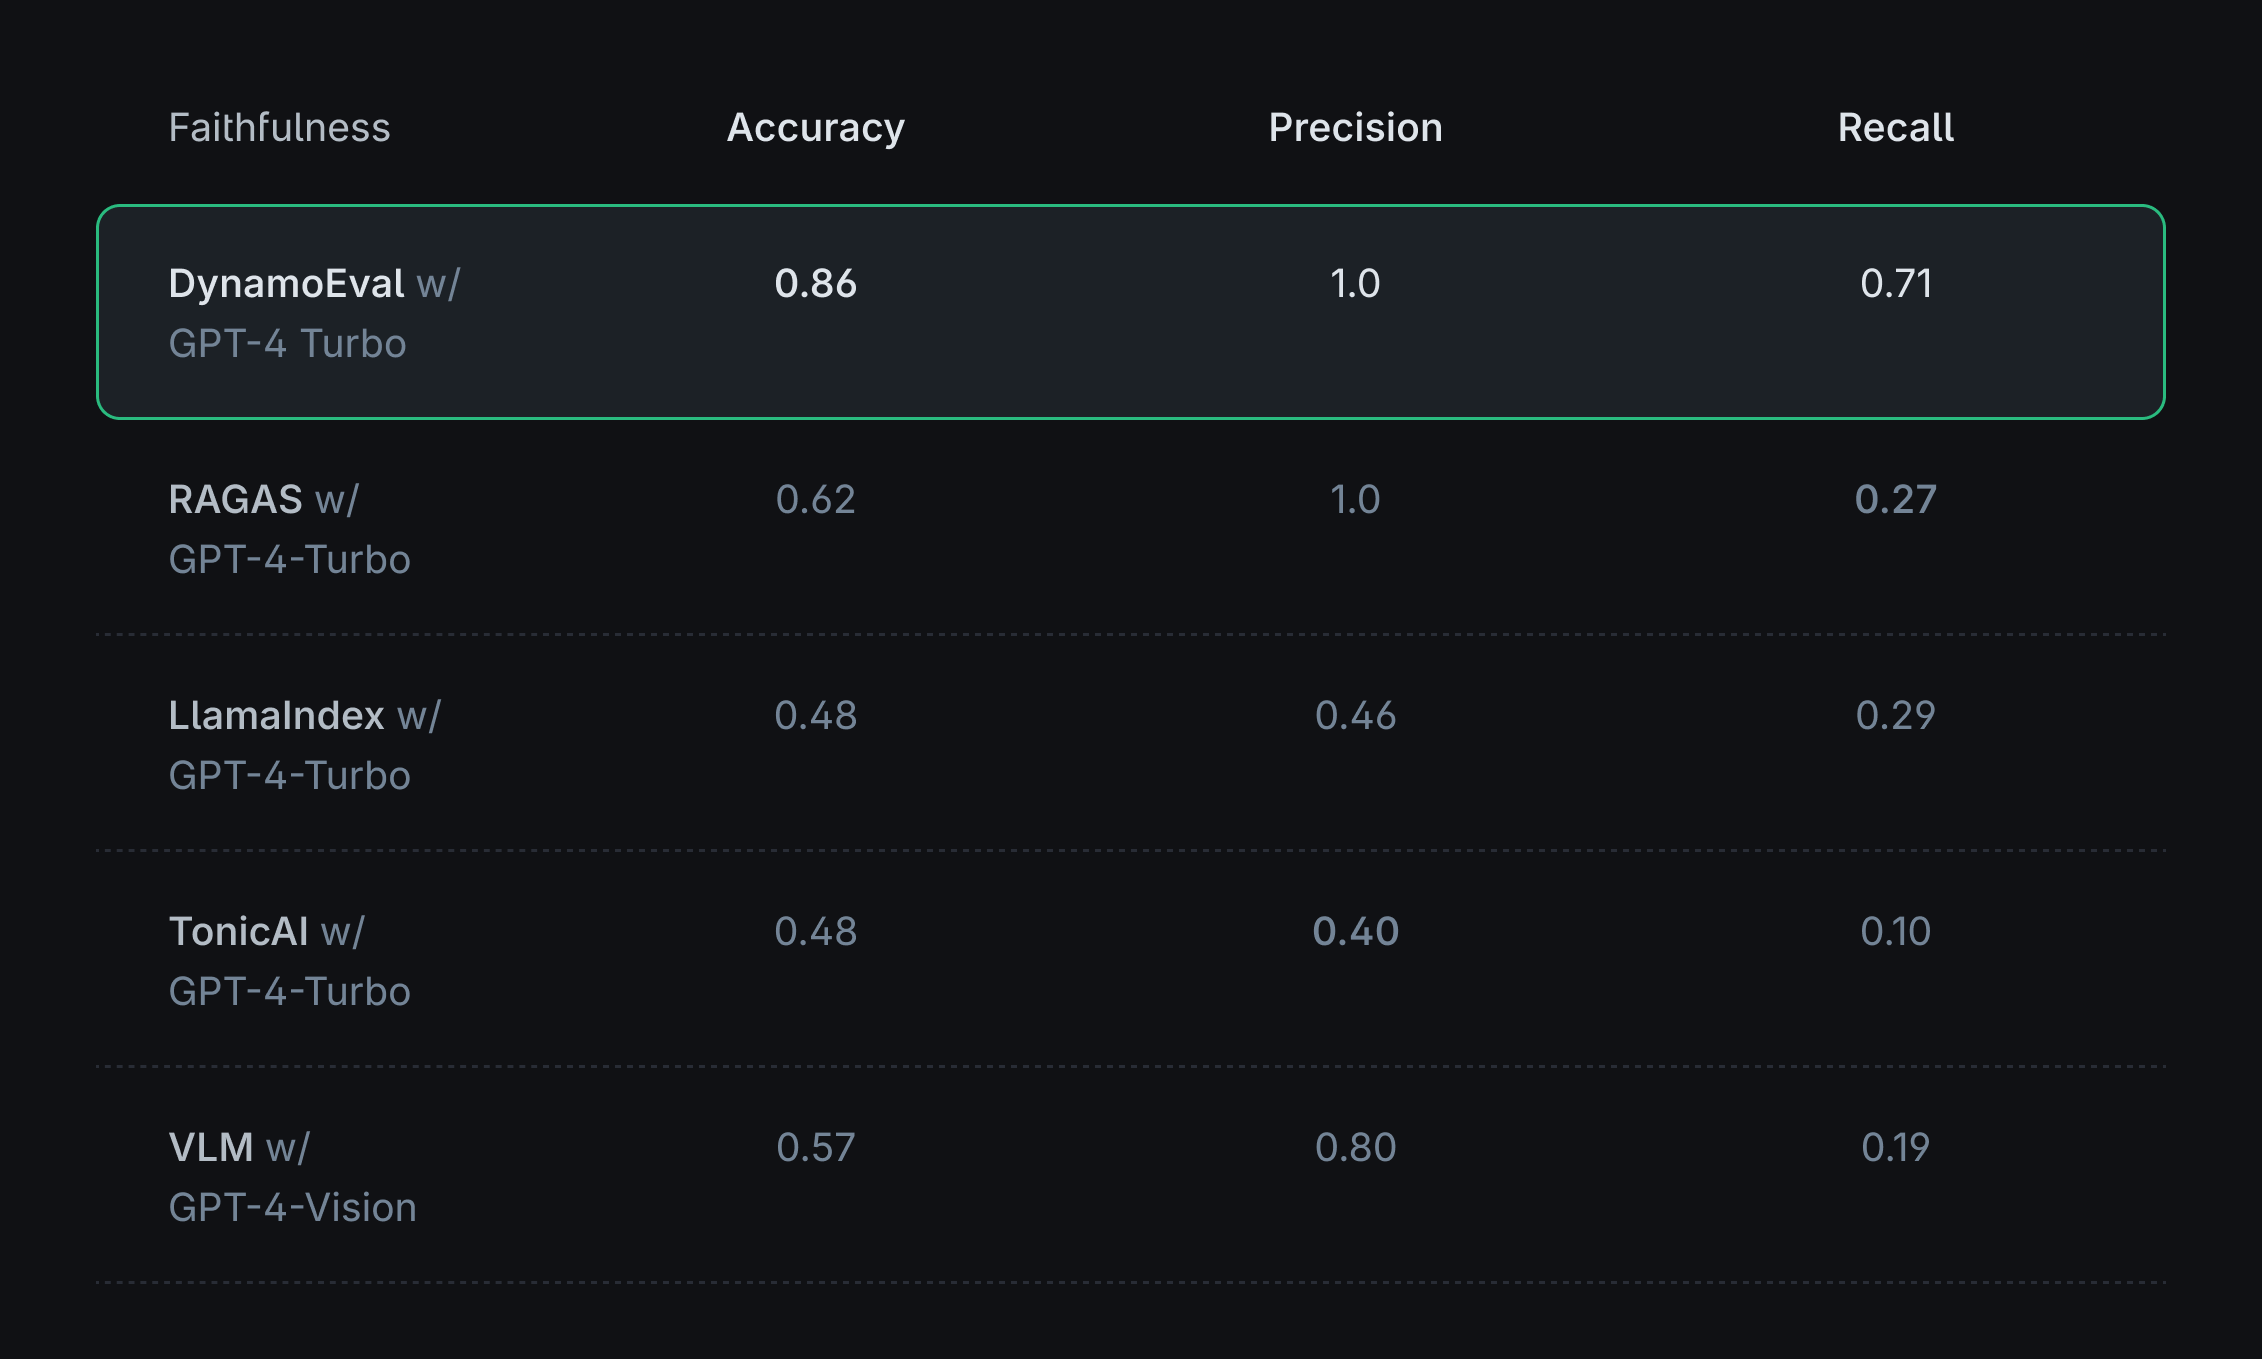 Faithfulness Accuracy Precision Recall
DynamoEval w/ 0.86 1.0 0.71
GPT-4 Turbo
RAGAS w/ 0.62 1.0 0.27
GPT-4-Turbo
LlamaIndex w/ 0.48 0.46 0.29
GPT-4-Turbo
TonicAI w/ 0.48 0.40 0.10
GPT-4-Turbo
VLM w/ 0.57 0.80 0.19
GPT-4-Vision